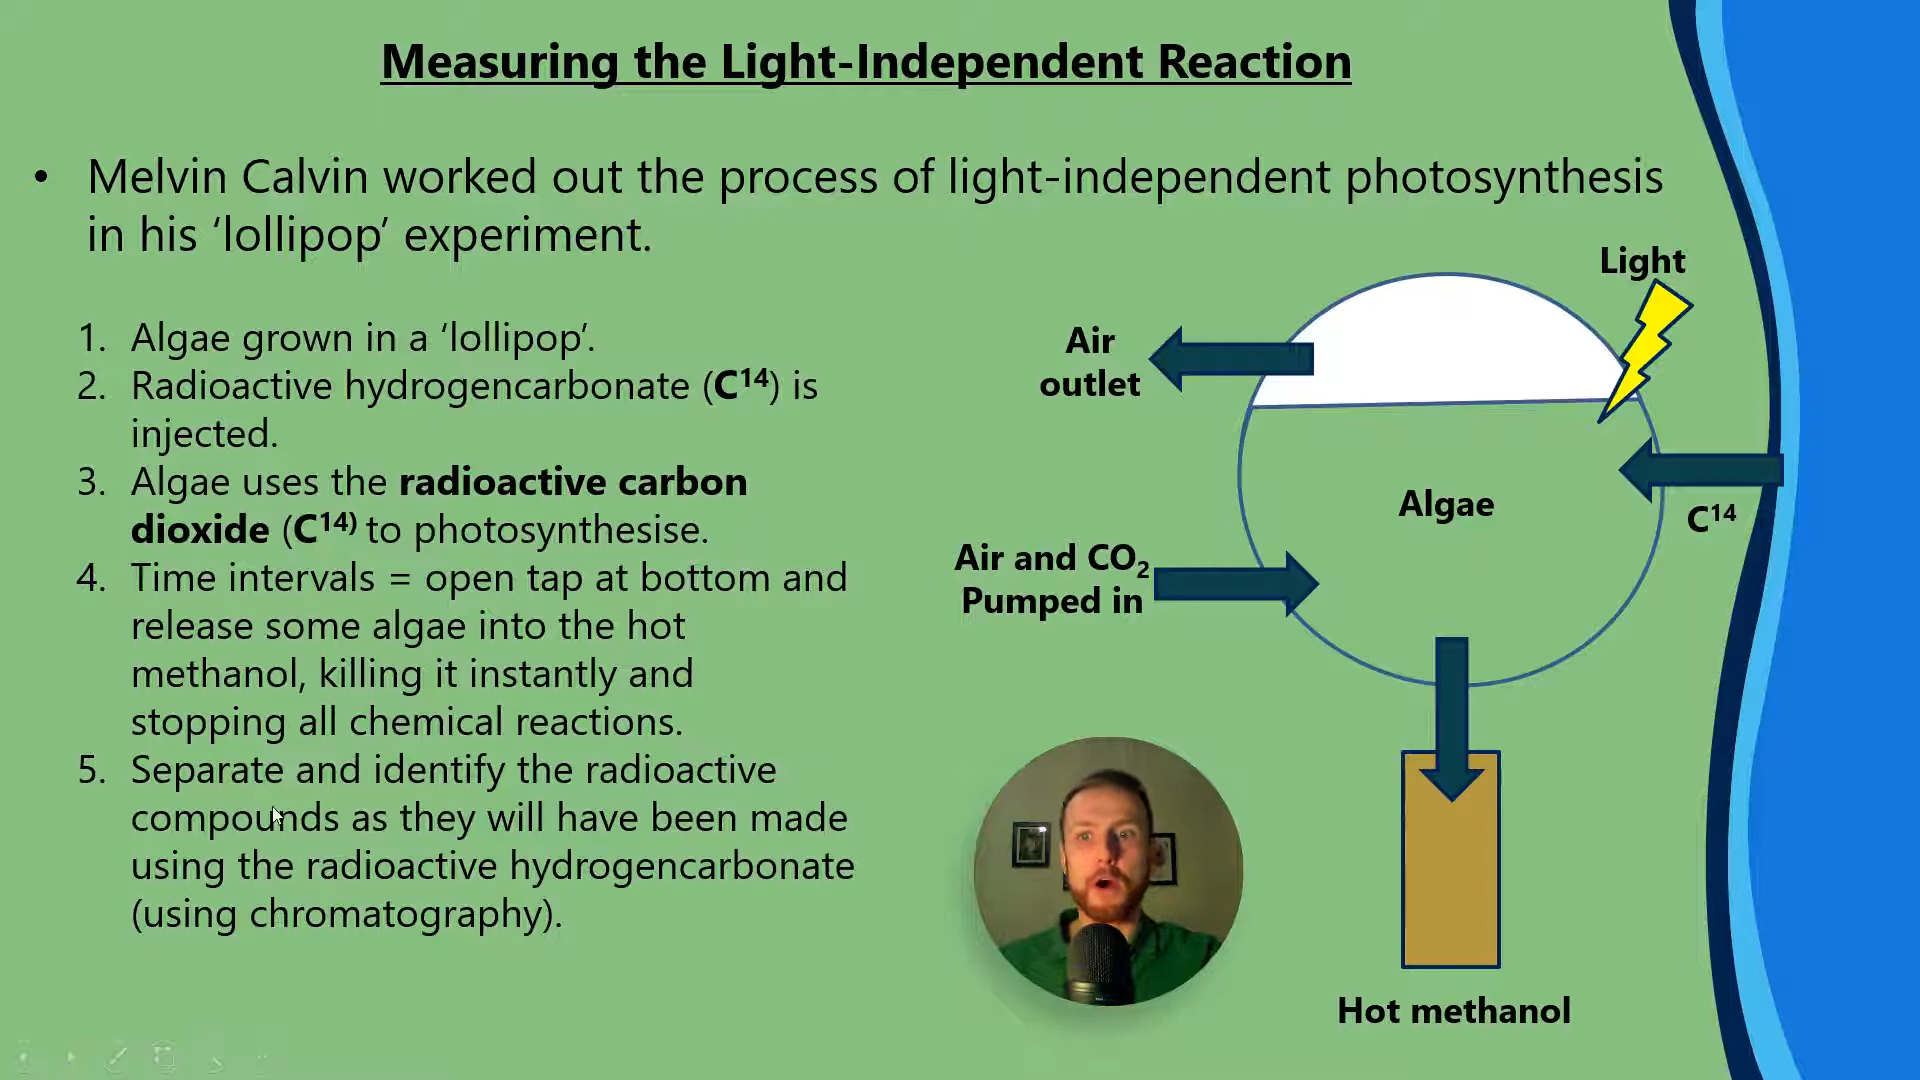 Measuring the Light-Independent Reaction
• Melvin Calvin worked out the process of light-independent photosynthesis
in his ‘lollipop’ experiment.
1. Algae grown in a ‘lollipop’.
2. Radioactive hydrogencarbonate (C¹⁴) is
injected.
3. Algae uses the radioactive carbon
dioxide (C¹⁴⁾ to photosynthesise.
4. Time intervals = open tap at bottom and
release some algae into the hot
methanol, killing it instantly and
stopping all chemical reactions.
5. Separate and identify the radioactive
compounds as they will have been made
using the radioactive hydrogencarbonate
(using chromatography).
Light
Air
outlet
Algae
C¹⁴
Air and CO₂
Pumped in
Hot methanol